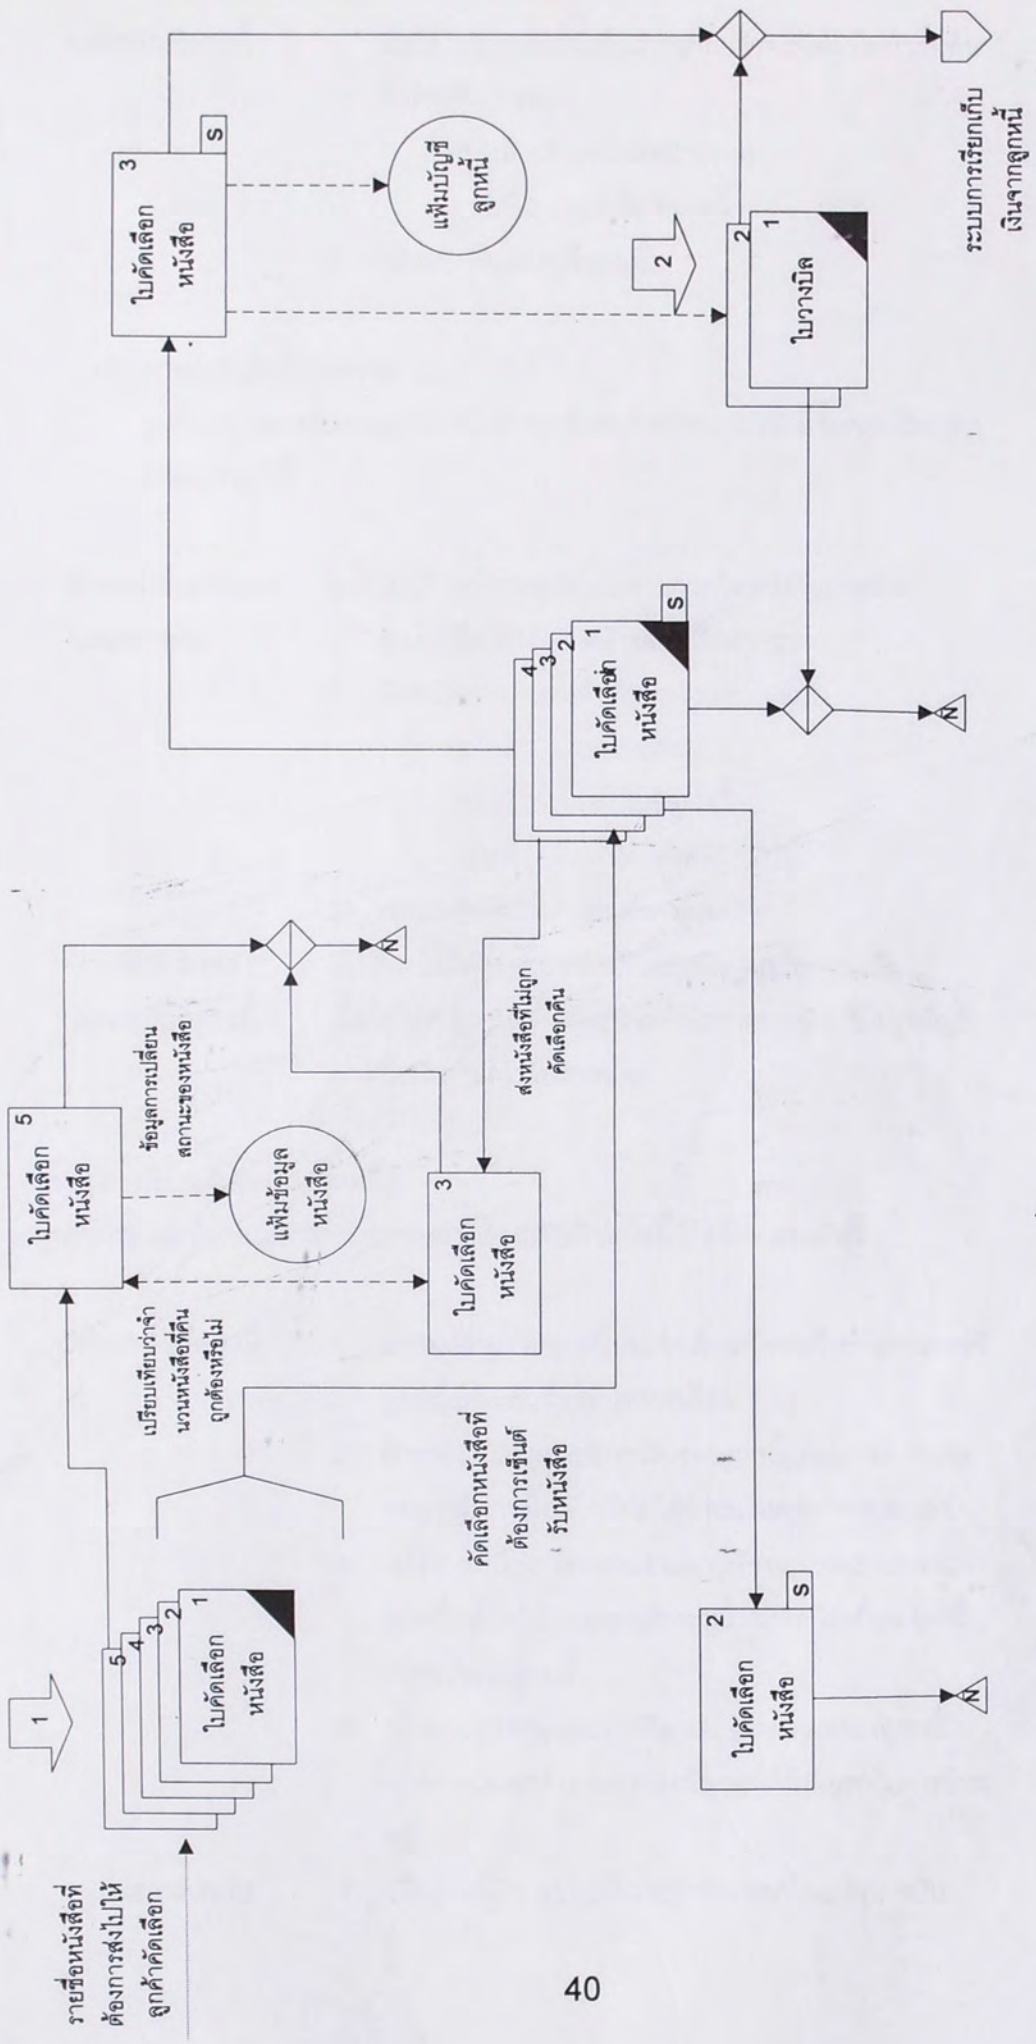 รายชื่อหนังสือที่
ต้องการส่งไปให้
ลูกค้าคัดเลือก
1
5
4
3
2
1
ใบคัดเลือก
หนังสือ
5
ใบคัดเลือก
หนังสือ
เปรียบเทียบว่าจำ
นวนหนังสือที่คืน
ถูกต้องหรือไม่
ข้อมูลการเปลี่ยน
สถานะของหนังสือ
แฟ้มข้อมูล
หนังสือ
N
3
ใบคัดเลือก
หนังสือ
คัดเลือกหนังสือที่
ต้องการเซ็นต์
รับหนังสือ
ส่งหนังสือที่ไม่ถูก
คัดเลือกคืน
2
ใบคัดเลือก
หนังสือ
S
N
4
3
2
1
ใบคัดเลือก
หนังสือ
S
N
3
ใบคัดเลือก
หนังสือ
S
แฟ้มบัญชี
ลูกหนี้
2
2
1
ใบวางบิล
ระบบการเรียกเก็บ
เงินจากลูกหนี้
40